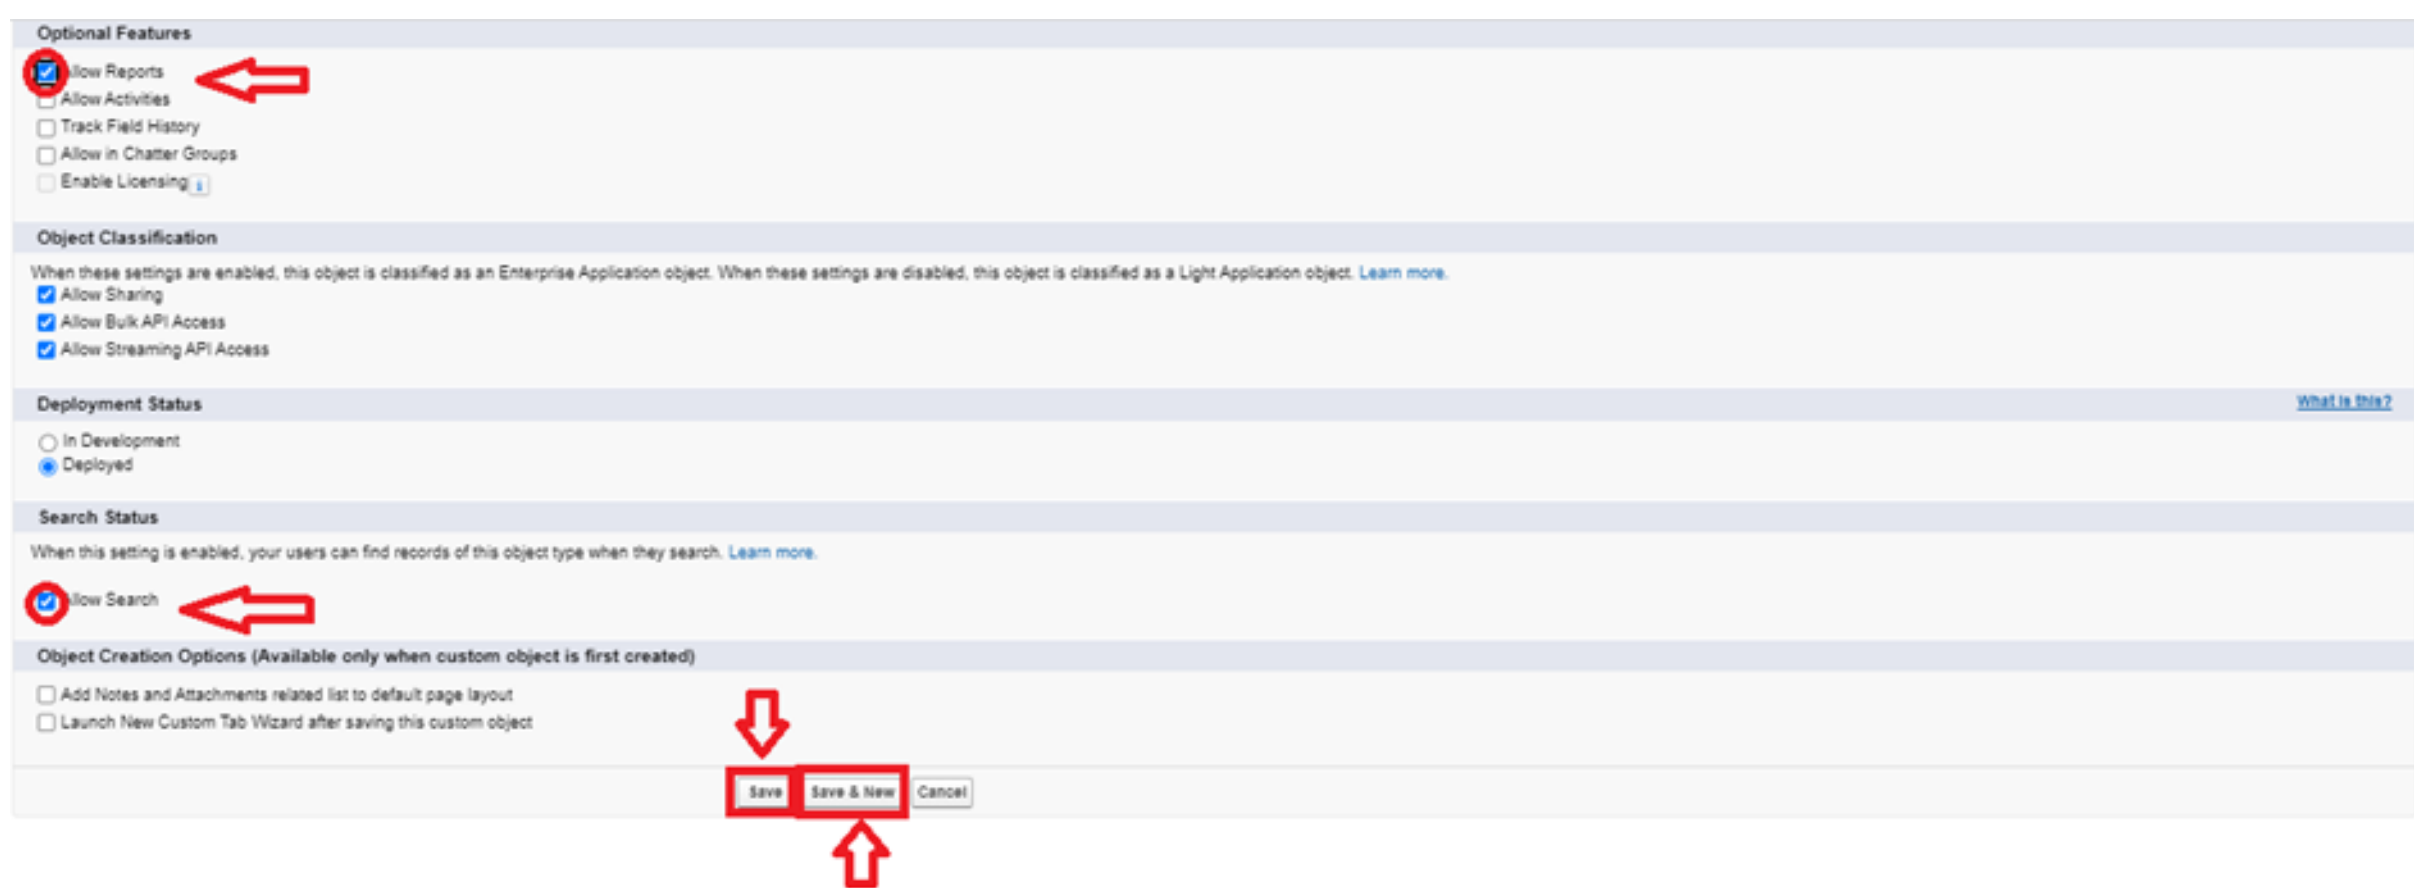 Optional Features
Allow Reports
Allow Activities
Track Field History
Allow in Chatter Groups
Enable Licensing i
Object Classification
When these settings are enabled, this object is classified as an Enterprise Application object. When these settings are disabled, this object is classified as a Light Application object. Learn more.
Allow Sharing
Allow Bulk API Access
Allow Streaming API Access
Deployment Status What is this?
In Development
Deployed
Search Status
When this setting is enabled, your users can find records of this object type when they search. Learn more.
Allow Search
Object Creation Options (Available only when custom object is first created)
Add Notes and Attachments related list to default page layout
Launch New Custom Tab Wizard after saving this custom object
Save Save & New Cancel